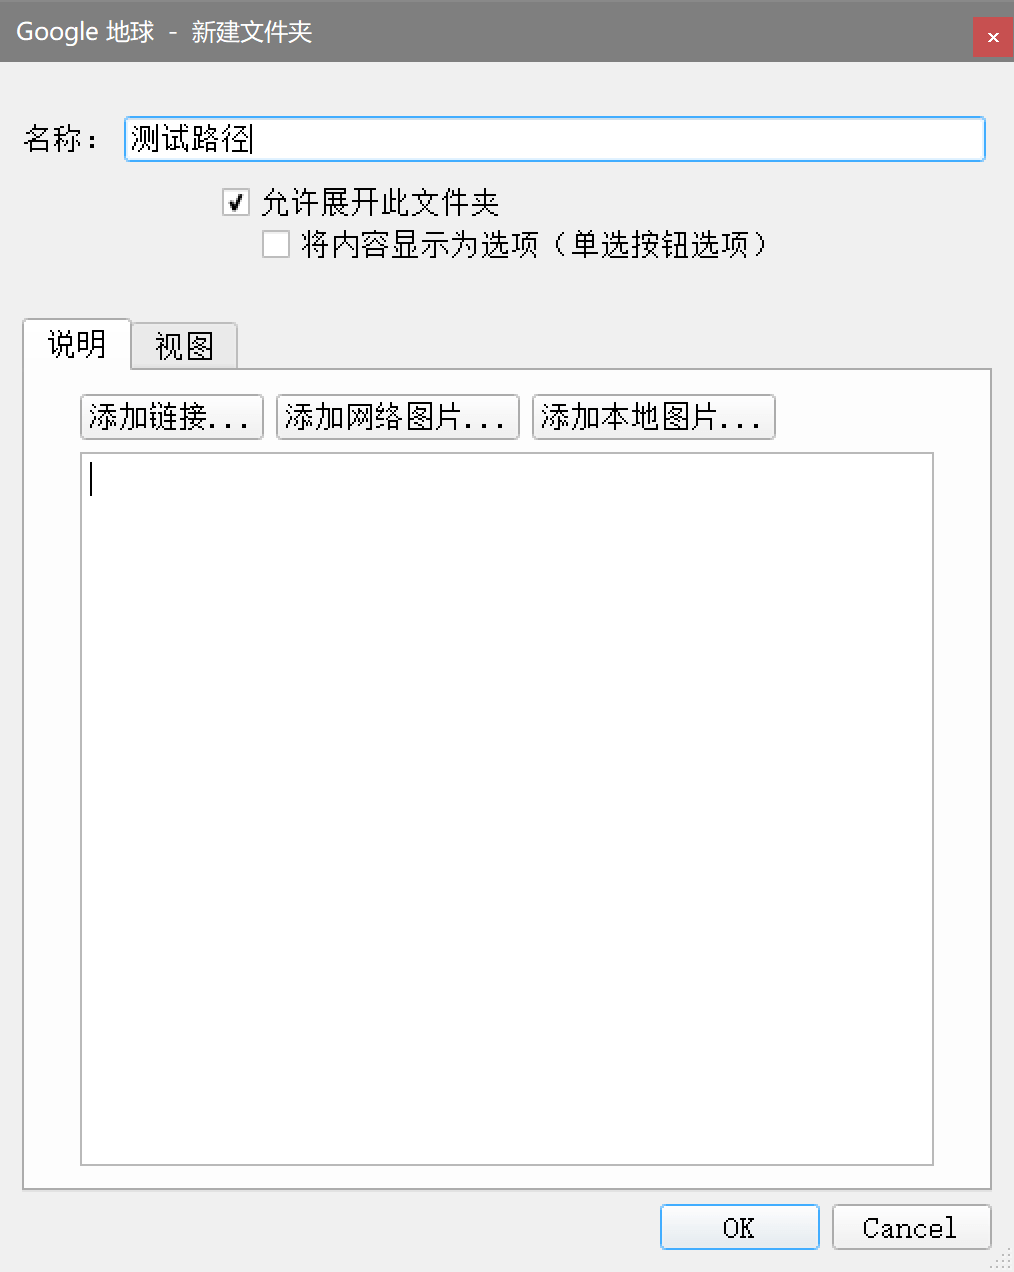 Google 地球 - 新建文件夹
名称： 测试路径
允许展开此文件夹
将内容显示为选项（单选按钮选项）
说明 视图
添加链接... 添加网络图片... 添加本地图片...
OK Cancel